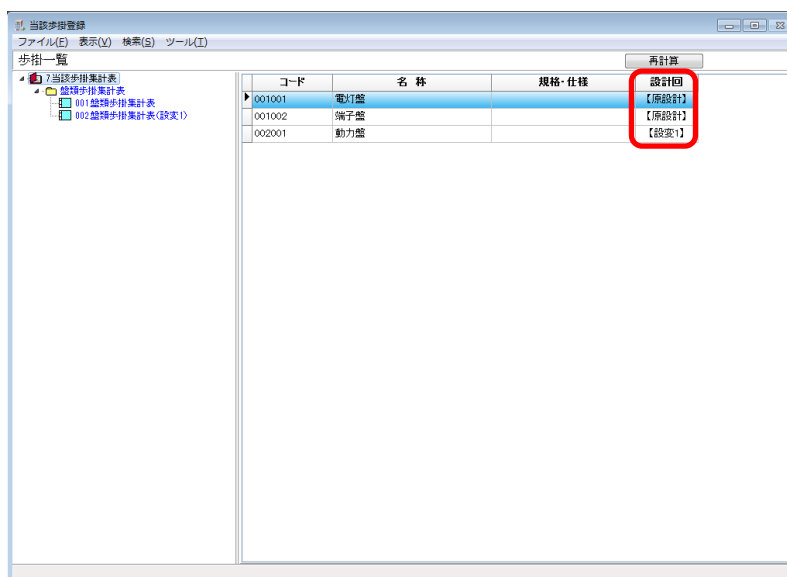 当該歩掛登録
ファイル(F) 表示(V) 検索(S) ツール(T)
歩掛一覧
再計算
7.当該歩掛集計表
盤類歩掛集計表
001盤類歩掛集計表
002盤類歩掛集計表(設変1)
コード 名 称 規格・仕様 設計回
001001 電灯盤 【原設計】
001002 端子盤 【原設計】
002001 動力盤 【設変1】